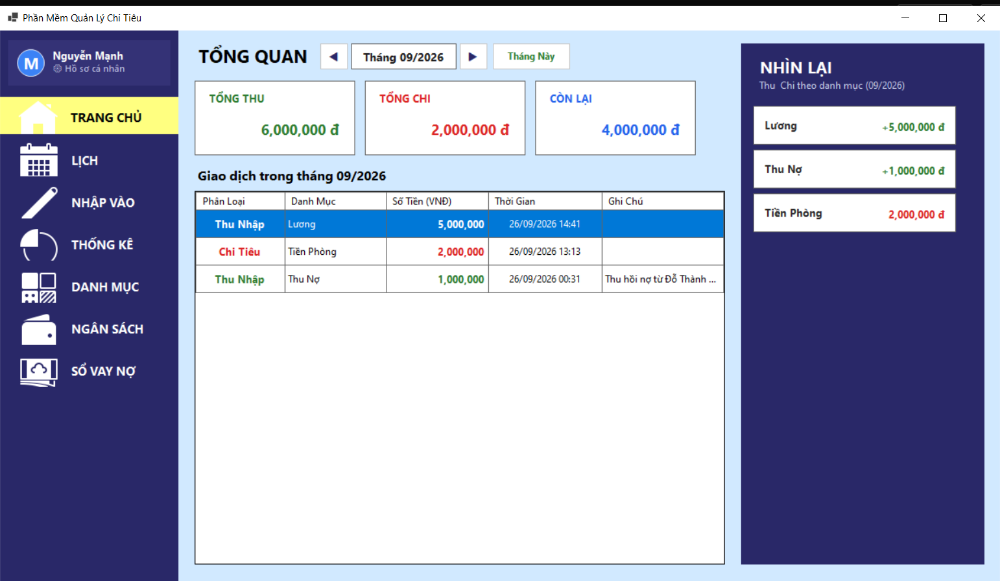 Phần Mềm Quản Lý Chi Tiêu
M
Nguyễn Mạnh
Hồ sơ cá nhân
TRANG CHỦ
LỊCH
NHẬP VÀO
THỐNG KÊ
DANH MỤC
NGÂN SÁCH
SỔ VAY NỢ
TỔNG QUAN
Tháng 09/2026
Tháng Này
TỔNG THU
6,000,000 đ
TỔNG CHI
2,000,000 đ
CÒN LẠI
4,000,000 đ
Giao dịch trong tháng 09/2026
Phân Loại Danh Mục Số Tiền (VNĐ) Thời Gian Ghi Chú
Thu Nhập Lương 5,000,000 26/09/2026 14:41
Chi Tiêu Tiền Phòng 2,000,000 26/09/2026 13:13
Thu Nhập Thu Nợ 1,000,000 26/09/2026 00:31 Thu hồi nợ từ Đỗ Thành ...
NHÌN LẠI
Thu Chi theo danh mục (09/2026)
Lương +5,000,000 đ
Thu Nợ +1,000,000 đ
Tiền Phòng 2,000,000 đ